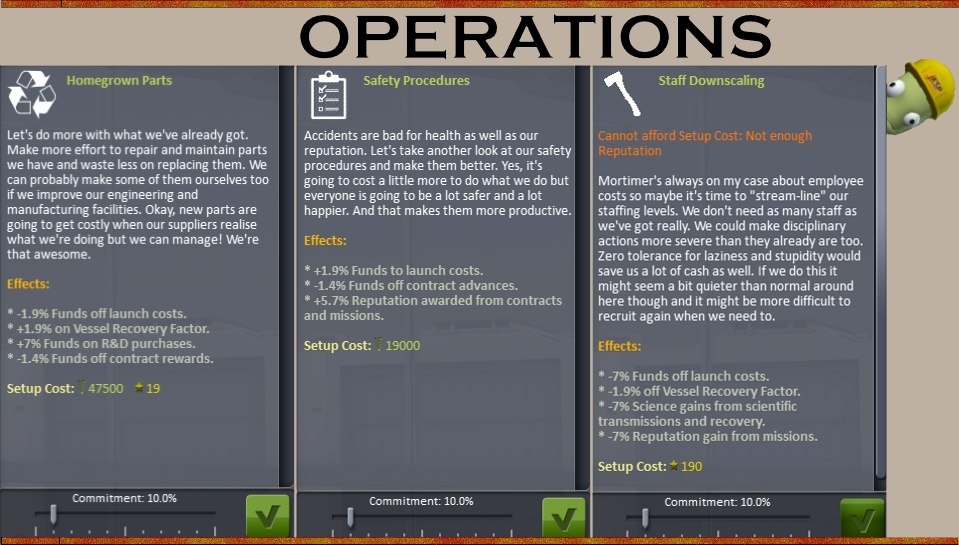 OPERATIONS
Homegrown Parts
Let's do more with what we've already got.
Make more effort to repair and maintain parts
we have and waste less on replacing them. We
can probably make some of them ourselves too
if we improve our engineering and
manufacturing facilities. Okay, new parts are
going to get costly when our suppliers realise
what we're doing but we can manage! We're
that awesome.
Effects:
* -1.9% Funds off launch costs.
* +1.9% on Vessel Recovery Factor.
* +7% Funds on R&D purchases.
* -1.4% Funds off contract rewards.
Setup Cost: 47500 19
Commitment: 10.0%
Safety Procedures
Accidents are bad for health as well as our
reputation. Let's take another look at our safety
procedures and make them better. Yes, it's
going to cost a little more to do what we do but
everyone is going to be a lot safer and a lot
happier. And that makes them more productive.
Effects:
* +1.9% Funds to launch costs.
* -1.4% Funds off contract advances.
* +5.7% Reputation awarded from contracts
and missions.
Setup Cost: 19000
Commitment: 10.0%
Staff Downscaling
Cannot afford Setup Cost: Not enough
Reputation
Mortimer's always on my case about employee
costs so maybe it's time to "stream-line" our
staffing levels. We don't need as many staff as
we've got really. We could make disciplinary
actions more severe than they already are too.
Zero tolerance for laziness and stupidity would
save us a lot of cash as well. If we do this it
might seem a bit quieter than normal around
here though and it might be more difficult to
recruit again when we need to.
Effects:
* -7% Funds off launch costs.
* -1.9% off Vessel Recovery Factor.
* -7% Science gains from scientific
transmissions and recovery.
* -7% Reputation gain from missions.
Setup Cost: 190
Commitment: 10.0%